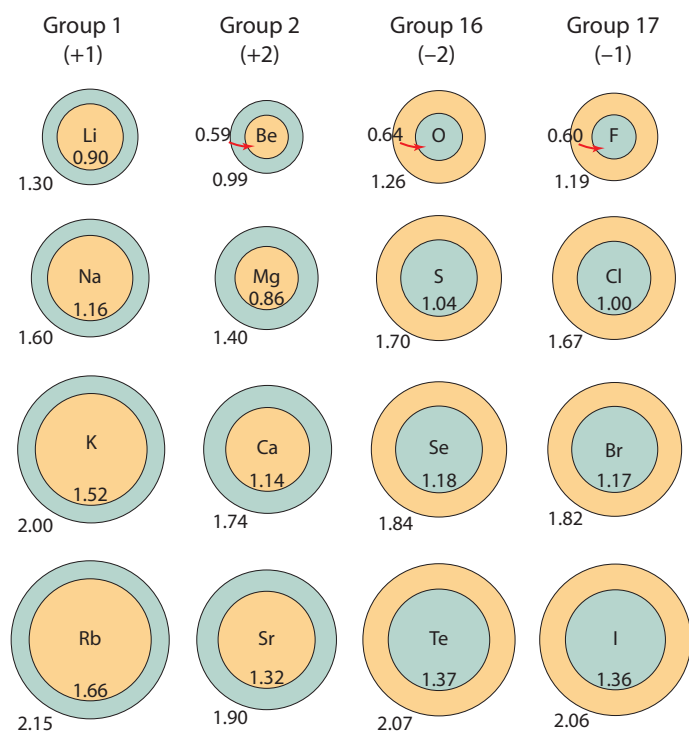 Group 1
(+1)
Group 2
(+2)
Group 16
(–2)
Group 17
(–1)
Li
0.90
1.30
0.59
Be
0.99
0.64
O
1.26
0.60
F
1.19
Na
1.16
1.60
Mg
0.86
1.40
S
1.04
1.70
Cl
1.00
1.67
K
1.52
2.00
Ca
1.14
1.74
Se
1.18
1.84
Br
1.17
1.82
Rb
1.66
2.15
Sr
1.32
1.90
Te
1.37
2.07
I
1.36
2.06